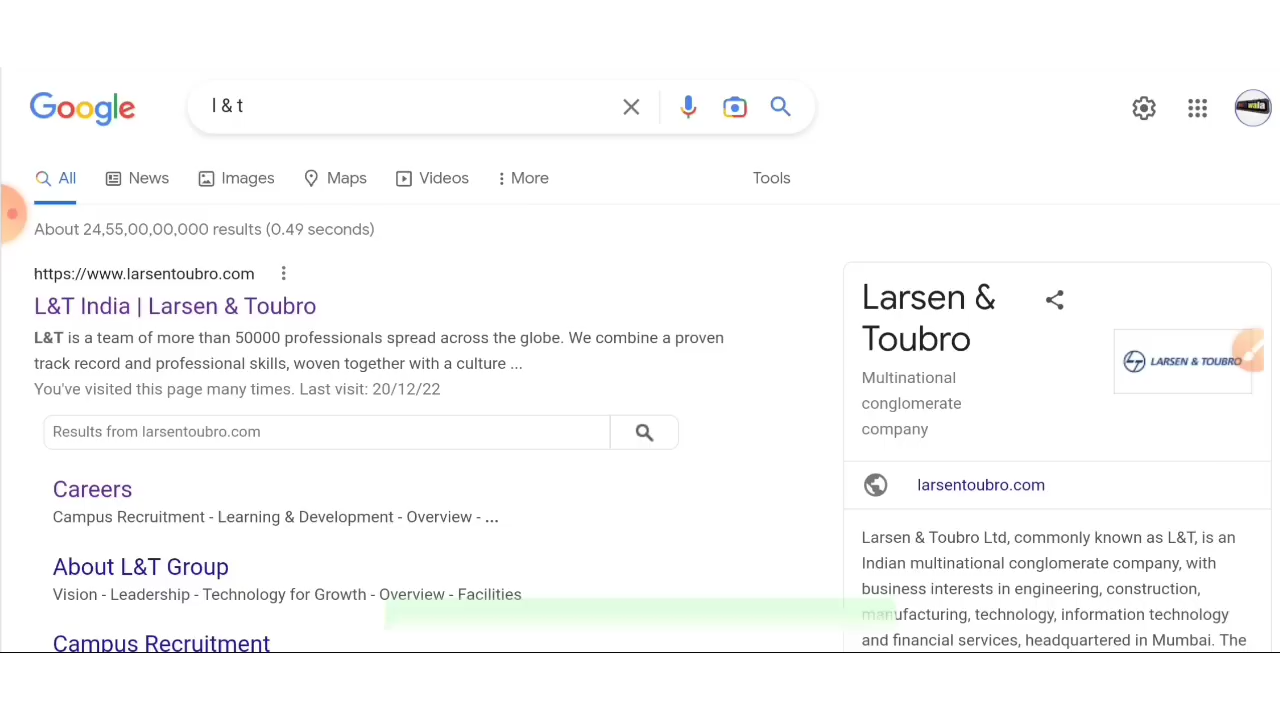 Google
l & t
walla
All
News
Images
Maps
Videos
More
Tools
About 24,55,00,00,000 results (0.49 seconds)
https://www.larsentoubro.com
L&T India | Larsen & Toubro
L&T is a team of more than 50000 professionals spread across the globe. We combine a proven
track record and professional skills, woven together with a culture ...
You've visited this page many times. Last visit: 20/12/22
Results from larsentoubro.com
Careers
Campus Recruitment - Learning & Development - Overview - ...
About L&T Group
Vision - Leadership - Technology for Growth - Overview - Facilities
Campus Recruitment
Larsen &
Toubro
Multinational
conglomerate
company
LARSEN & TOUBRO
larsentoubro.com
Larsen & Toubro Ltd, commonly known as L&T, is an
Indian multinational conglomerate company, with
business interests in engineering, construction,
manufacturing, technology, information technology
and financial services, headquartered in Mumbai. The